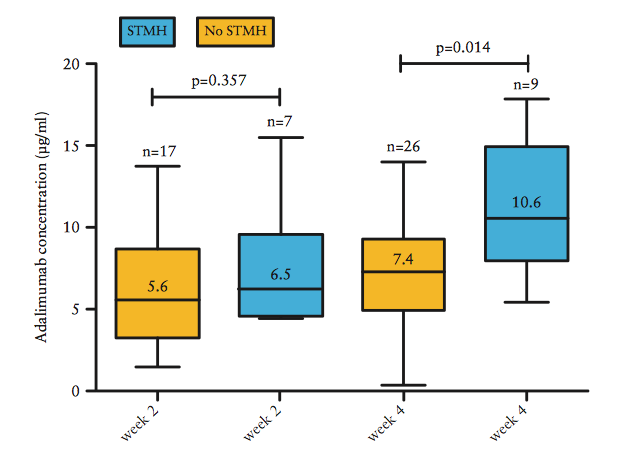 STMH
No STMH
p=0.014
p=0.357
n=9
n=7
n=17
n=26
Adalimumab concentration (µg/ml)
20
15
10
5
0
5.6
6.5
7.4
10.6
week 2
week 2
week 4
week 4